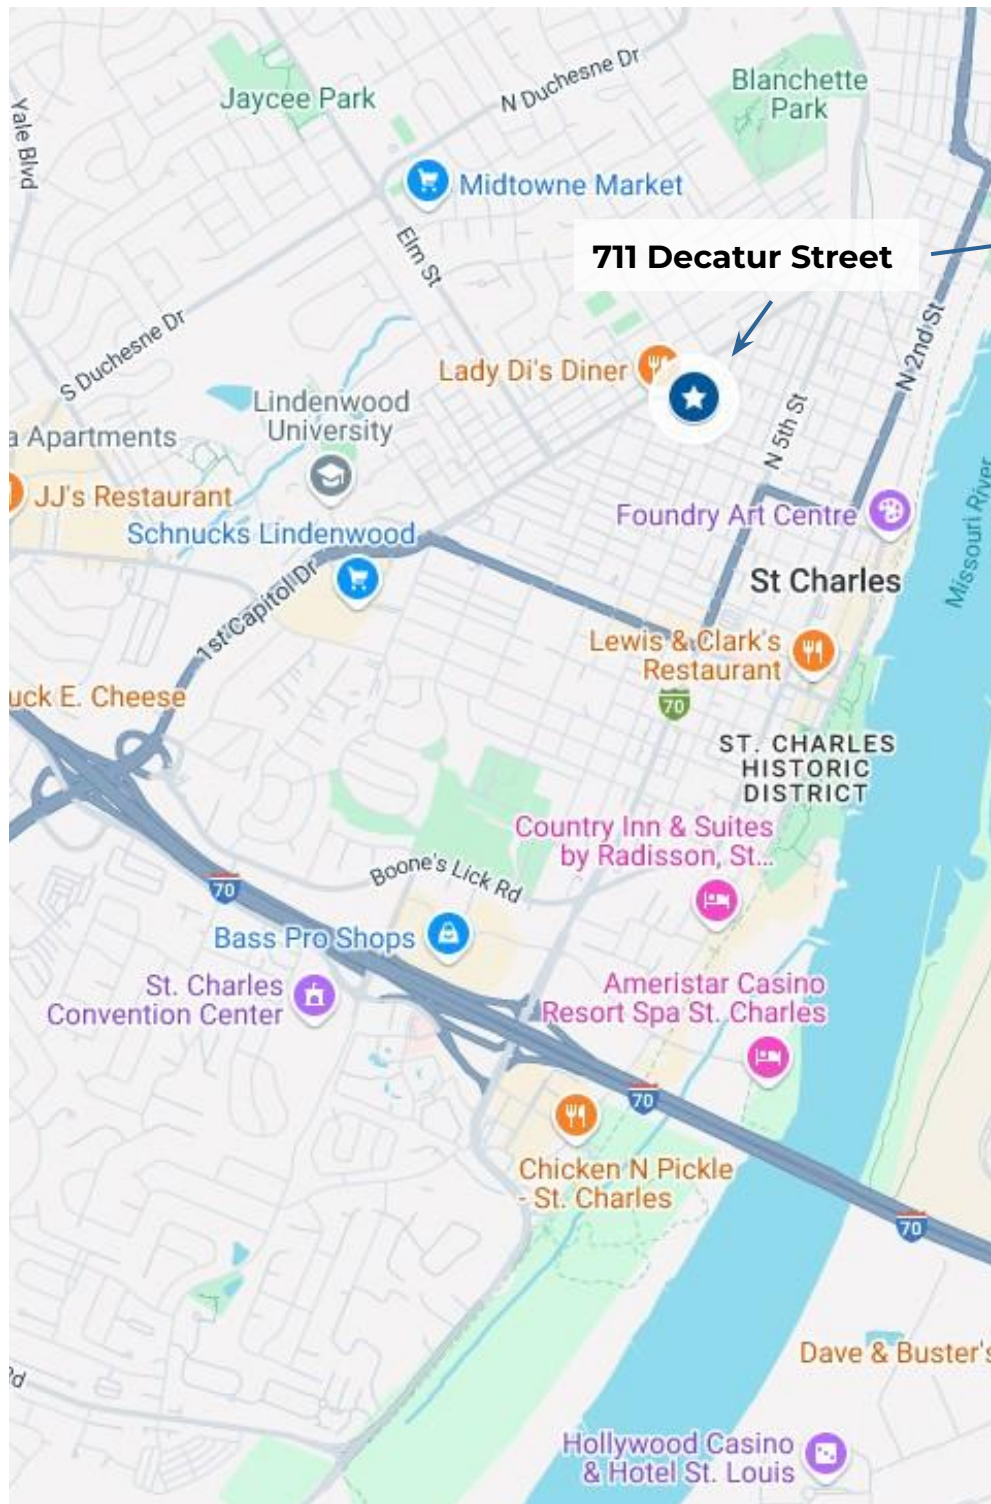 Jaycee Park
N Duchesne Dr
Blanchette
Park
Yale Blvd
Midtowne Market
Elm St
711 Decatur Street
S Duchesne Dr
N 2nd St
Lady Di's Diner
Lindenwood
University
N 5th St
a Apartments
JJ's Restaurant
Foundry Art Centre
Missouri River
Schnucks Lindenwood
St Charles
1st Capitol Dr
Lewis & Clark's
Restaurant
uck E. Cheese
70
ST. CHARLES
HISTORIC
DISTRICT
Country Inn & Suites
by Radisson, St...
Boone's Lick Rd
70
Bass Pro Shops
St. Charles
Convention Center
Ameristar Casino
Resort Spa St. Charles
70
Chicken N Pickle
- St. Charles
70
Dave & Buster's
Rd
Hollywood Casino
& Hotel St. Louis